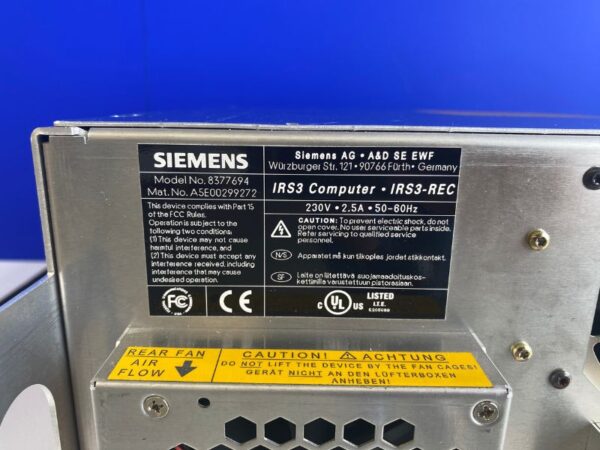 SIEMENS
Model No. 8377694
Mat. No. A5E00299272
This device complies with Part 15
of the FCC Rules.
Operation is subject to the
following two conditions:
(1) This device may not cause
harmful interference, and
(2) This device must accept any
interference received, including
interference that may cause
undesired operation.
FC
CE
Siemens AG • A&D SE EWF
Würzburger Str. 121 • 90766 Fürth • Germany
IRS3 Computer • IRS3-REC
230V • 2.5A • 50-60Hz
CAUTION: To prevent electric shock, do not
open cover. No user serviceable parts inside.
Refer servicing to qualified service
personnel.
N/S
Apparatet må kun tilkoples jordet stikkontakt.
SF
Laite on liitettävä suojamaadoituskos-
kettimilla varustettuun pistorasiaan.
C UL US
LISTED
I.T.E.
REAR FAN
AIR
FLOW
CAUTION! ACHTUNG
DO NOT LIFT THE DEVICE BY THE FAN CAGES!
GERÄT NICHT AN DEN LÜFTERBOXEN
ANHEBEN!